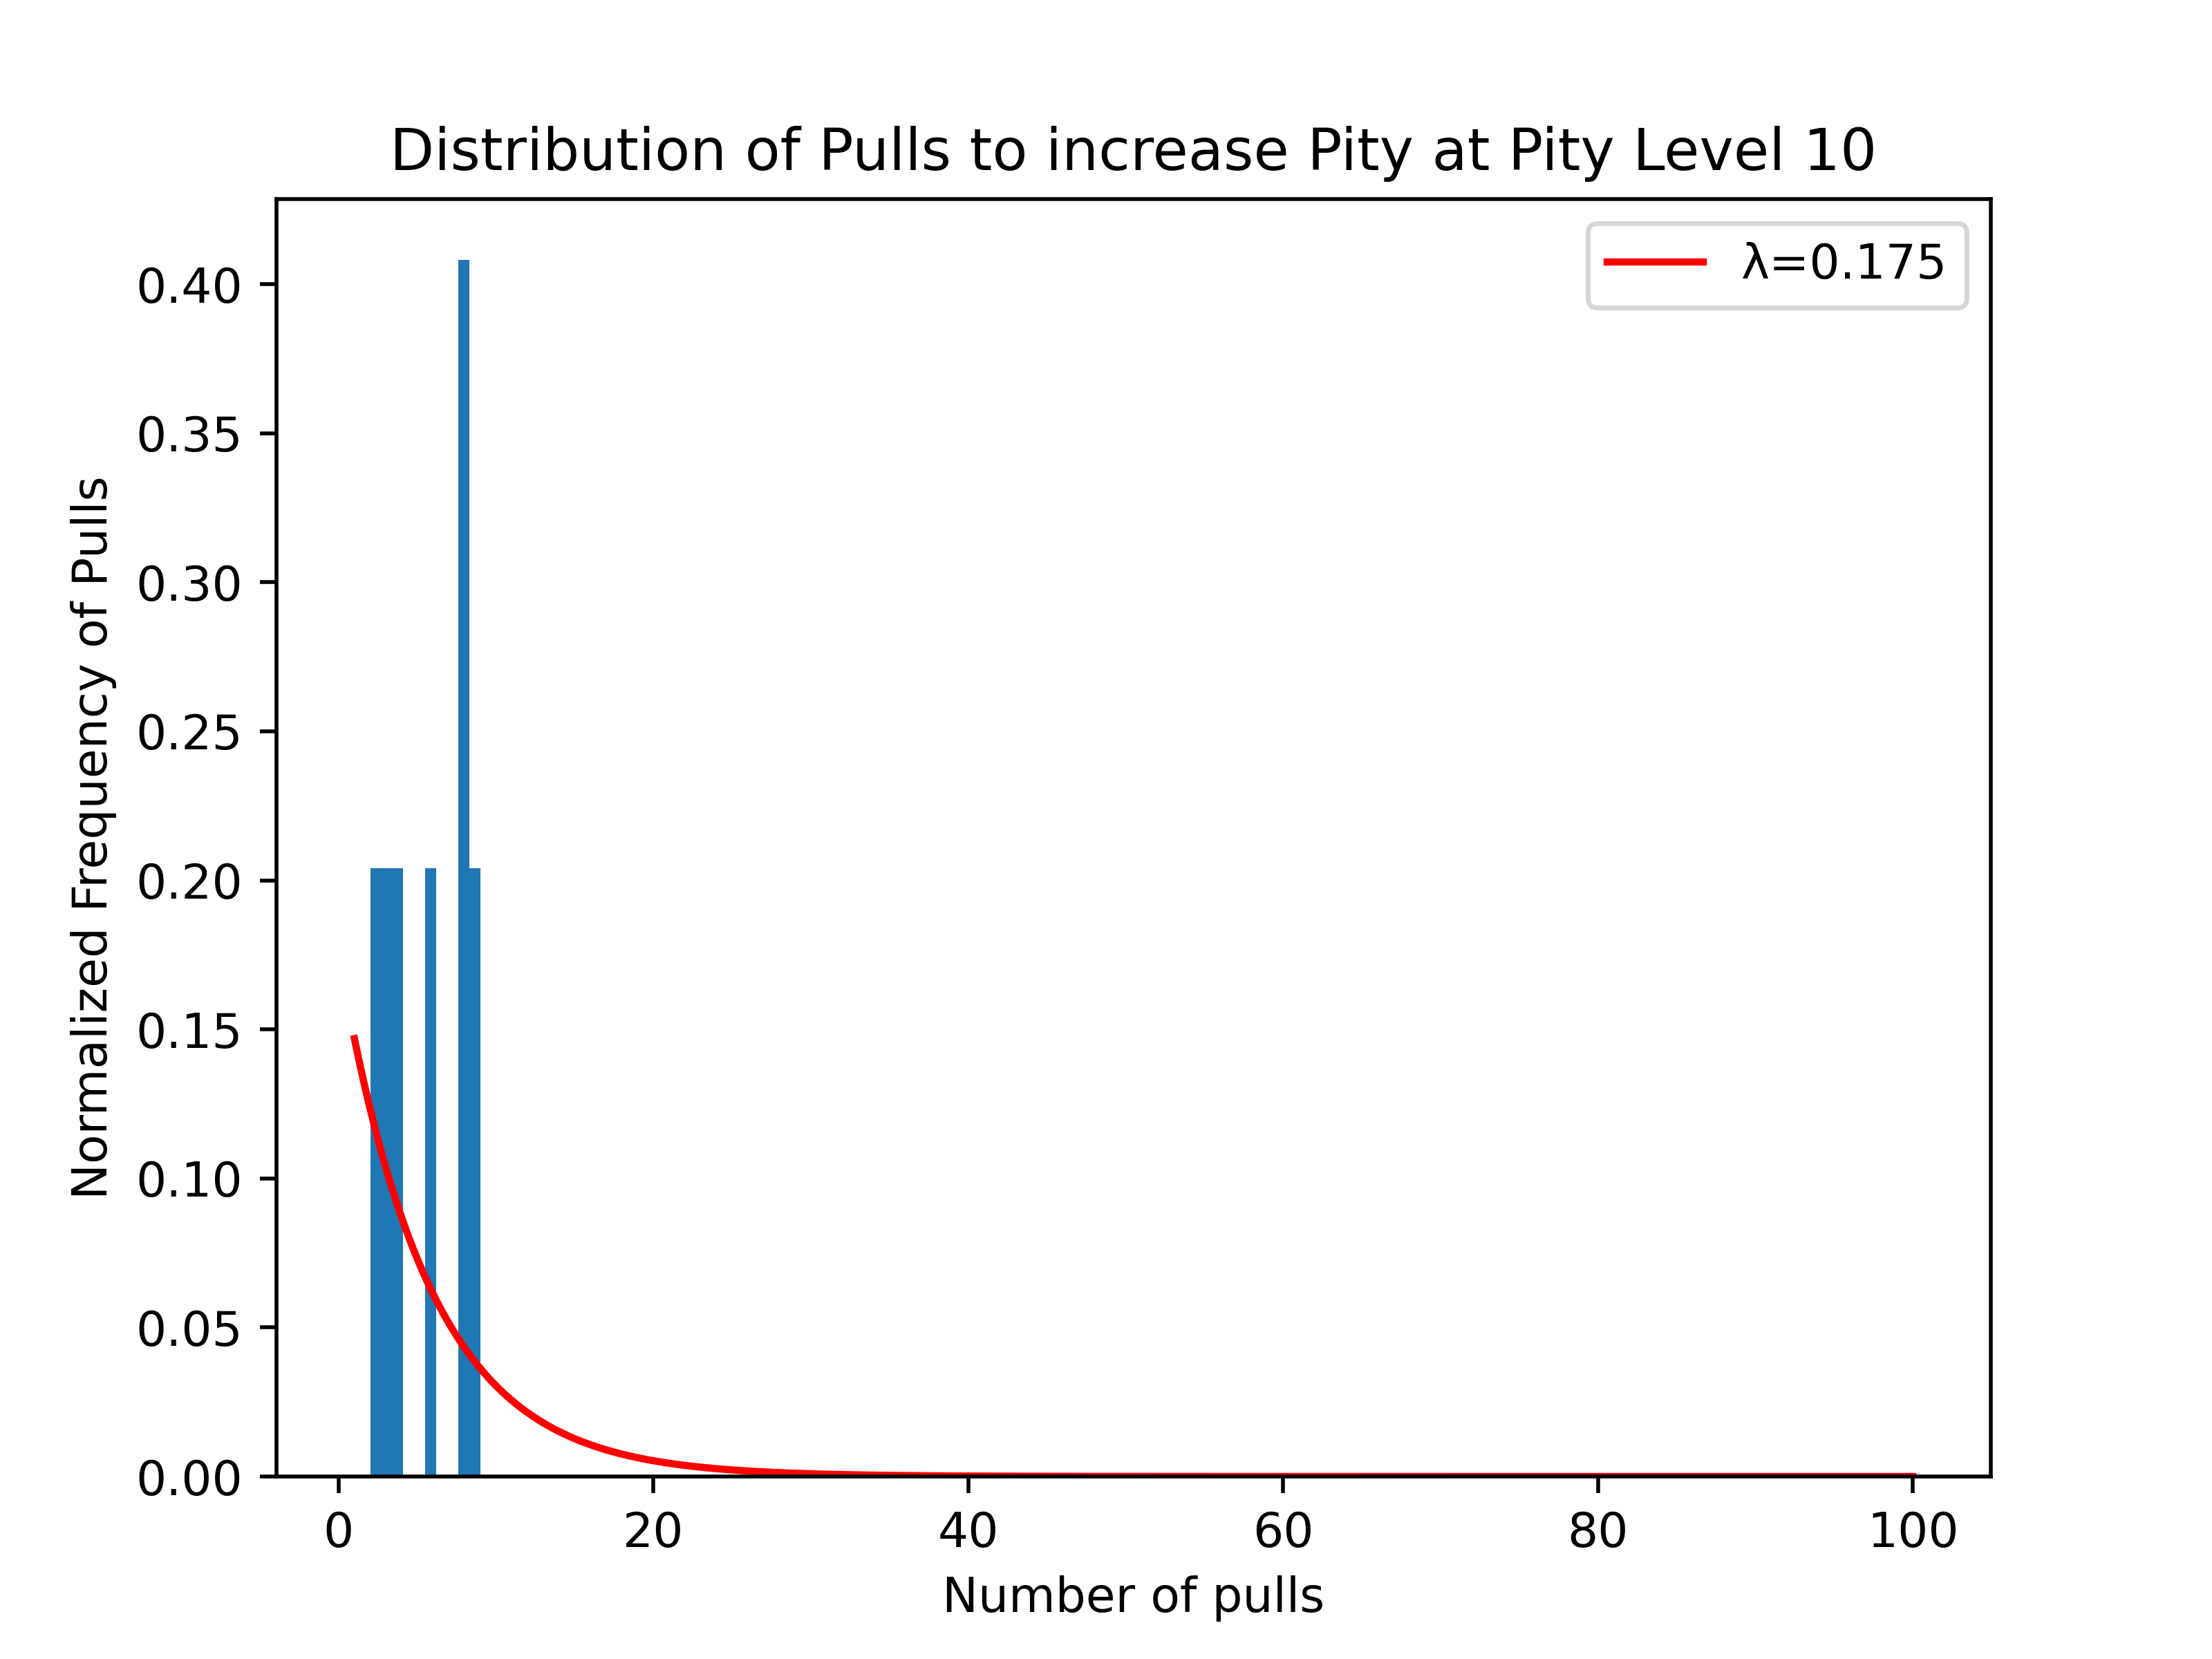 Distribution of Pulls to increase Pity at Pity Level 10
λ=0.175
Normalized Frequency of Pulls
0.40
0.35
0.30
0.25
0.20
0.15
0.10
0.05
0.00
0 20 40 60 80 100
Number of pulls